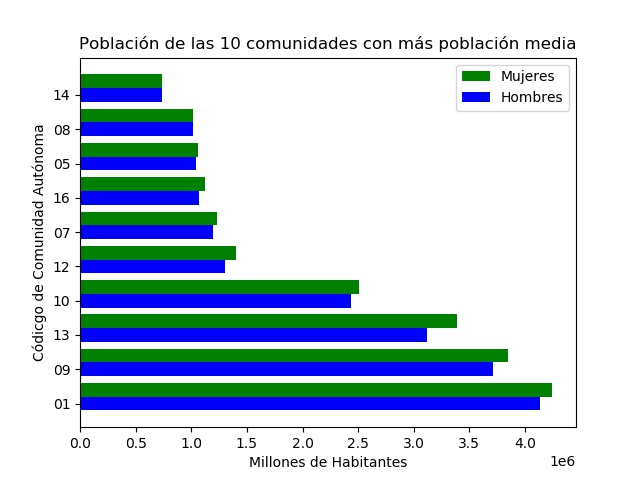 Población de las 10 comunidades con más población media
Mujeres
Hombres
Códicgo de Comunidad Autónoma
14
08
05
16
07
12
10
13
09
01
0.0 0.5 1.0 1.5 2.0 2.5 3.0 3.5 4.0
1e6
Millones de Habitantes